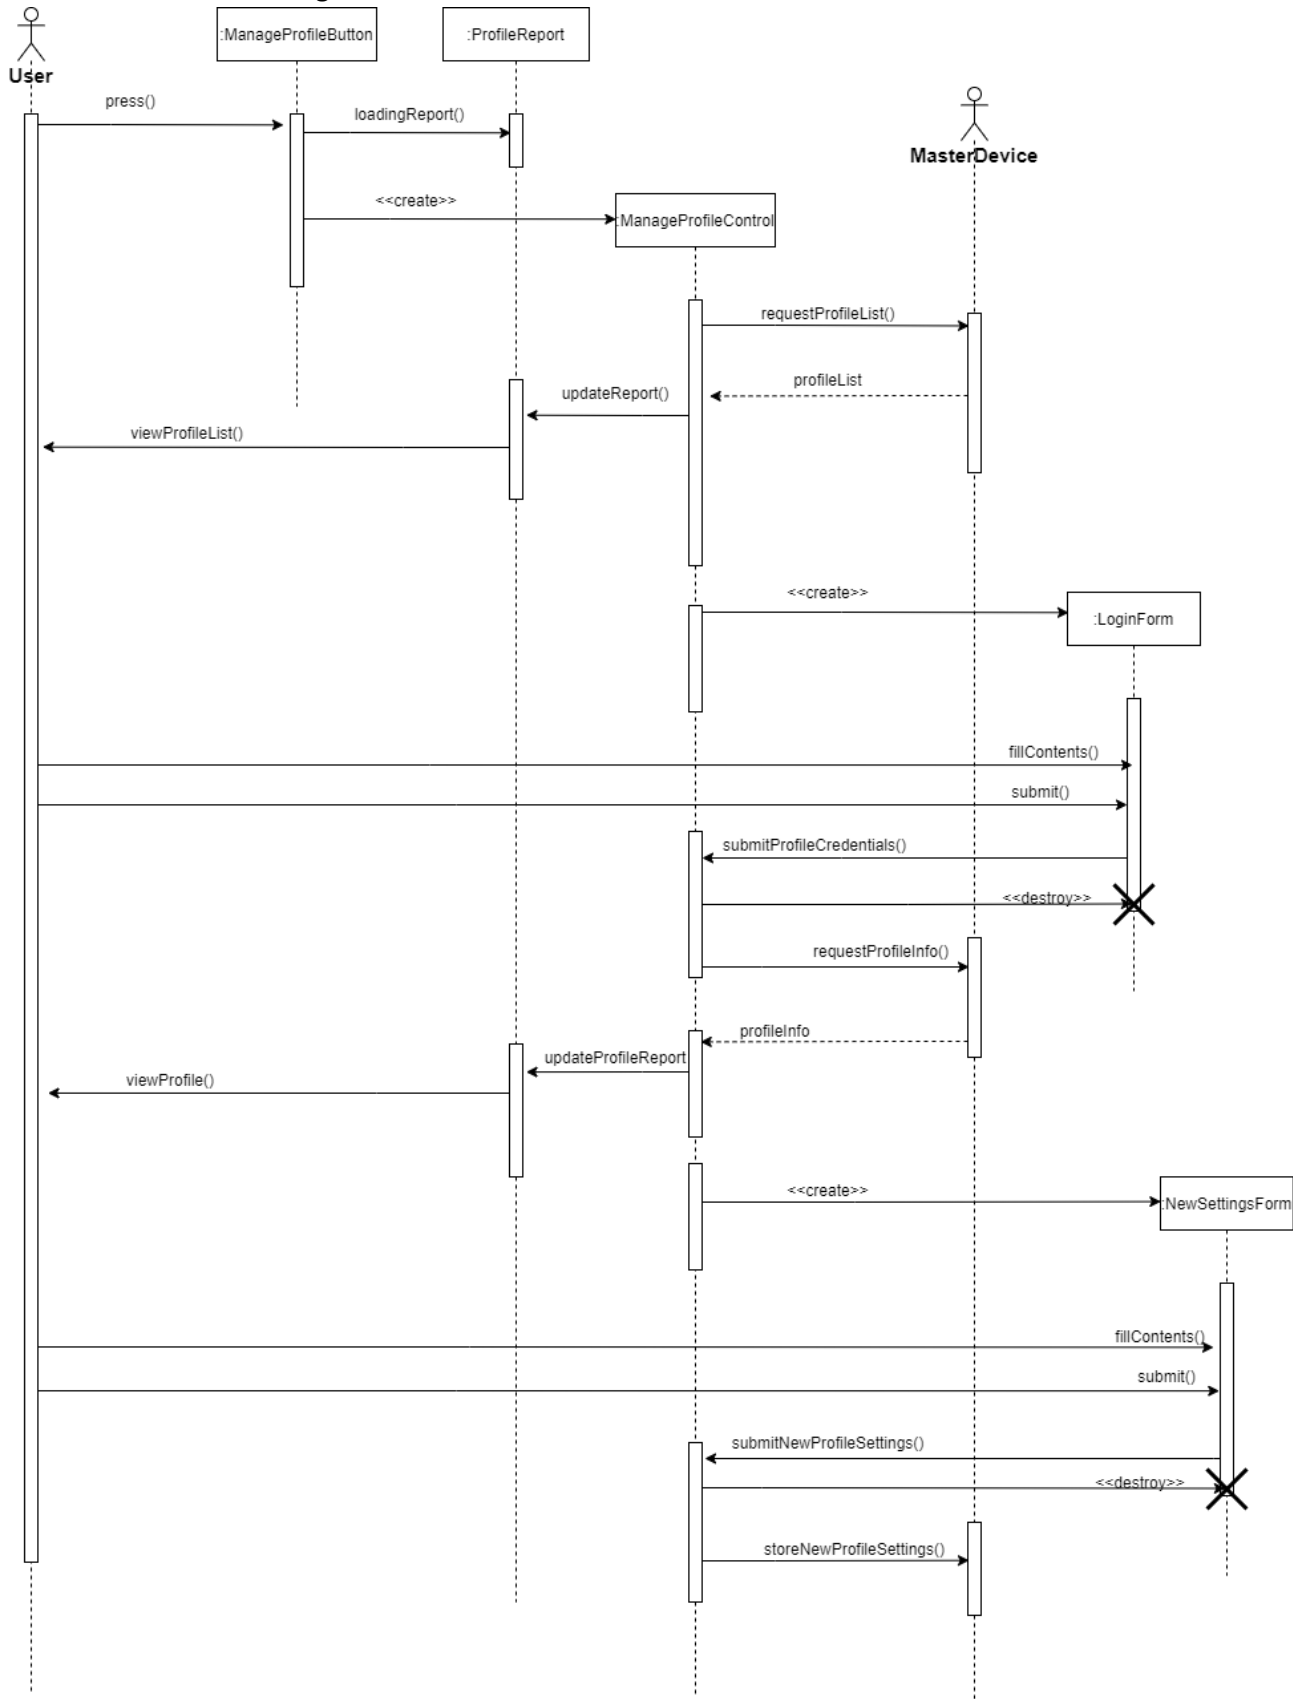 :ManageProfileButton
:ProfileReport
User
press()
loadingReport()
MasterDevice
<<create>>
:ManageProfileControl
requestProfileList()
profileList
updateReport()
viewProfileList()
<<create>>
:LoginForm
fillContents()
submit()
submitProfileCredentials()
<<destroy>>
requestProfileInfo()
profileInfo
updateProfileReport
viewProfile()
<<create>>
:NewSettingsForm
fillContents()
submit()
submitNewProfileSettings()
<<destroy>>
storeNewProfileSettings()